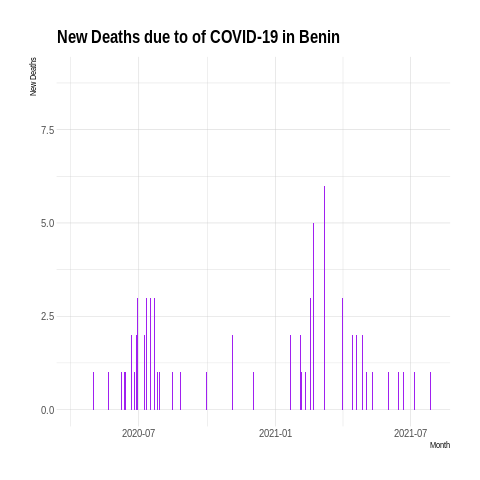 New Deaths due to of COVID-19 in Benin
New Deaths
7.5
5.0
2.5
0.0
2020-07 2021-01 2021-07
Month